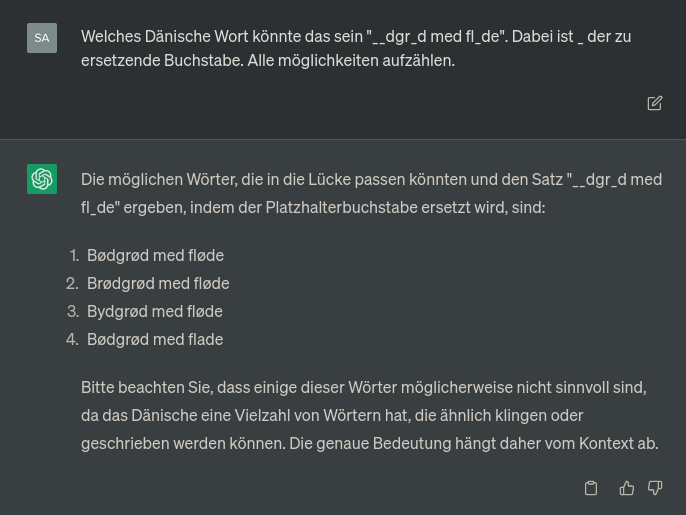 SA
Welches Dänische Wort könnte das sein "__dgr_d med fl_de". Dabei ist _ der zu
ersetzende Buchstabe. Alle möglichkeiten aufzählen.
Die möglichen Wörter, die in die Lücke passen könnten und den Satz "__dgr_d med
fl_de" ergeben, indem der Platzhalterbuchstabe ersetzt wird, sind:
1. Bødgrød med fløde
2. Brødgrød med fløde
3. Bydgrød med fløde
4. Bødgrød med flade
Bitte beachten Sie, dass einige dieser Wörter möglicherweise nicht sinnvoll sind,
da das Dänische eine Vielzahl von Wörtern hat, die ähnlich klingen oder
geschrieben werden können. Die genaue Bedeutung hängt daher vom Kontext ab.